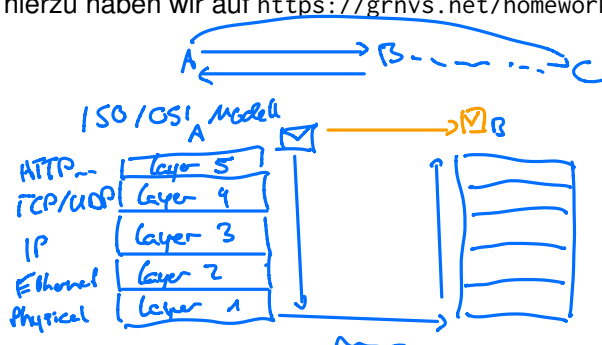 hierzu haben wir auf https://grnvs.net/homewor
A B C
ISO/OSI Modell
A B
HTTP Layer 5
TCP/UDP Layer 4
IP Layer 3
Ethernet Layer 2
Physical Layer 1